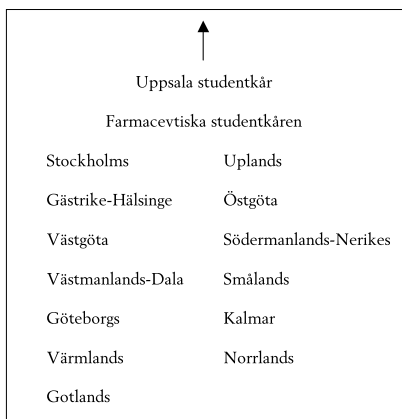 Uppsala studentkår
Farmacevtiska studentkåren
Stockholms Uplands
Gästrike-Hälsinge Östgöta
Västgöta Södermanlands-Nerikes
Västmanlands-Dala Smålands
Göteborgs Kalmar
Värmlands Norrlands
Gotlands